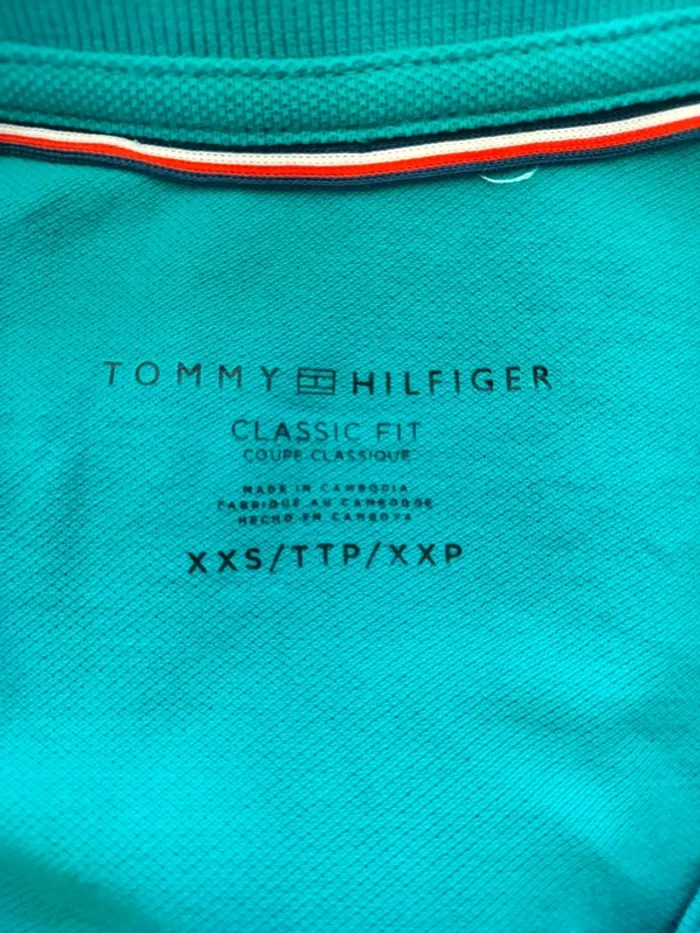 TOMMY HILFIGER
CLASSIC FIT
COUPE CLASSIQUE
MADE IN CAMBODIA
FABRIQUÉ AU CAMBODGE
HECHO EN CAMBOYA
XXS/TTP/XXP